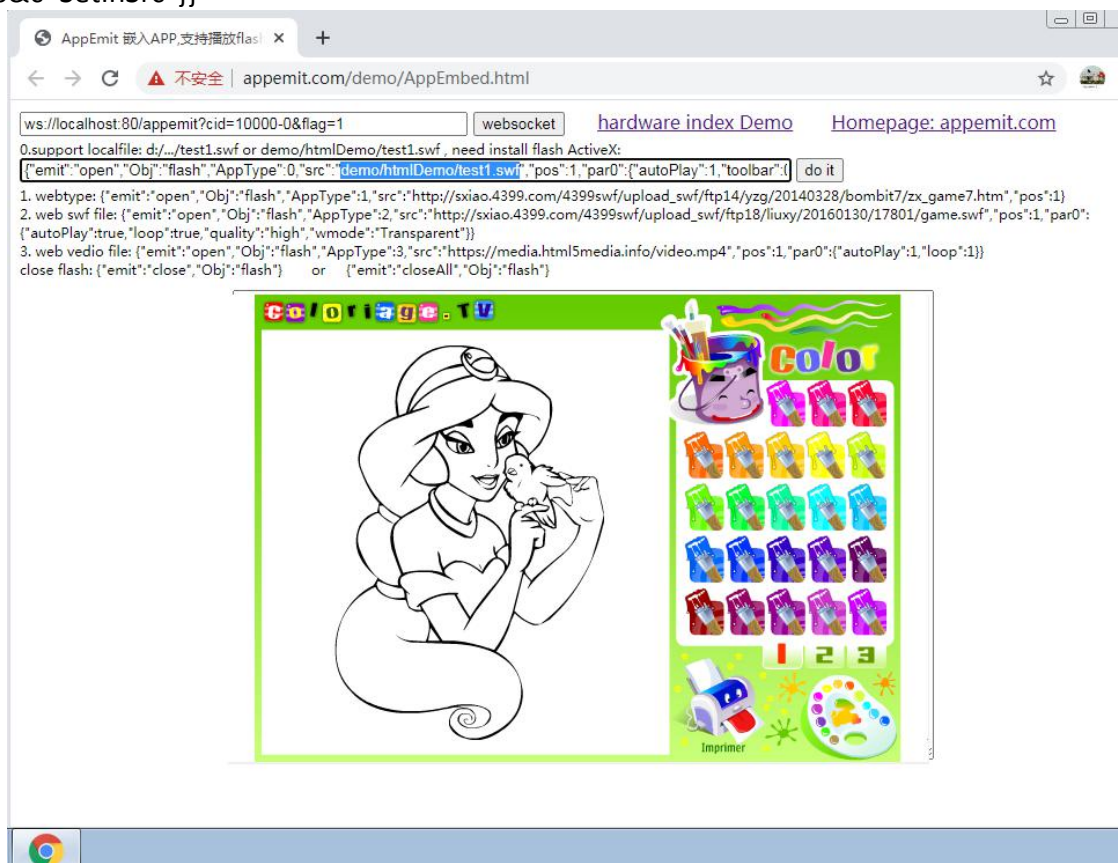 AppEmit 嵌入APP,支持播放flas
不安全 | appemit.com/demo/AppEmbed.html
ws://localhost:80/appemit?cid=10000-0&flag=1 websocket hardware index Demo Homepage: appemit.com
0.support localfile: d:/.../test1.swf or demo/htmlDemo/test1.swf , need install flash ActiveX:
{"emit":"open","Obj":"flash","AppType":0,"src":"demo/htmlDemo/test1.swf","pos":1,"par0":{"autoPlay":1,"toolbar":0 do it
1. webtype: {"emit":"open","Obj":"flash","AppType":1,"src":"http://sxiao.4399.com/4399swf/upload_swf/ftp14/yzg/20140328/bombit7/zx_game7.htm","pos":1}
2. web swf file: {"emit":"open","Obj":"flash","AppType":2,"src":"http://sxiao.4399.com/4399swf/upload_swf/ftp18/liuxy/20160130/17801/game.swf","pos":1,"par0":
{"autoPlay":true,"loop":true,"quality":"high","wmode":"Transparent"}}
3. web vedio file: {"emit":"open","Obj":"flash","AppType":3,"src":"https://media.html5media.info/video.mp4","pos":1,"par0":{"autoPlay":1,"loop":1}}
close flash: {"emit":"close","Obj":"flash"} or {"emit":"closeAll","Obj":"flash"}
Coloriage.TV
Color
1 2 3
Imprimer